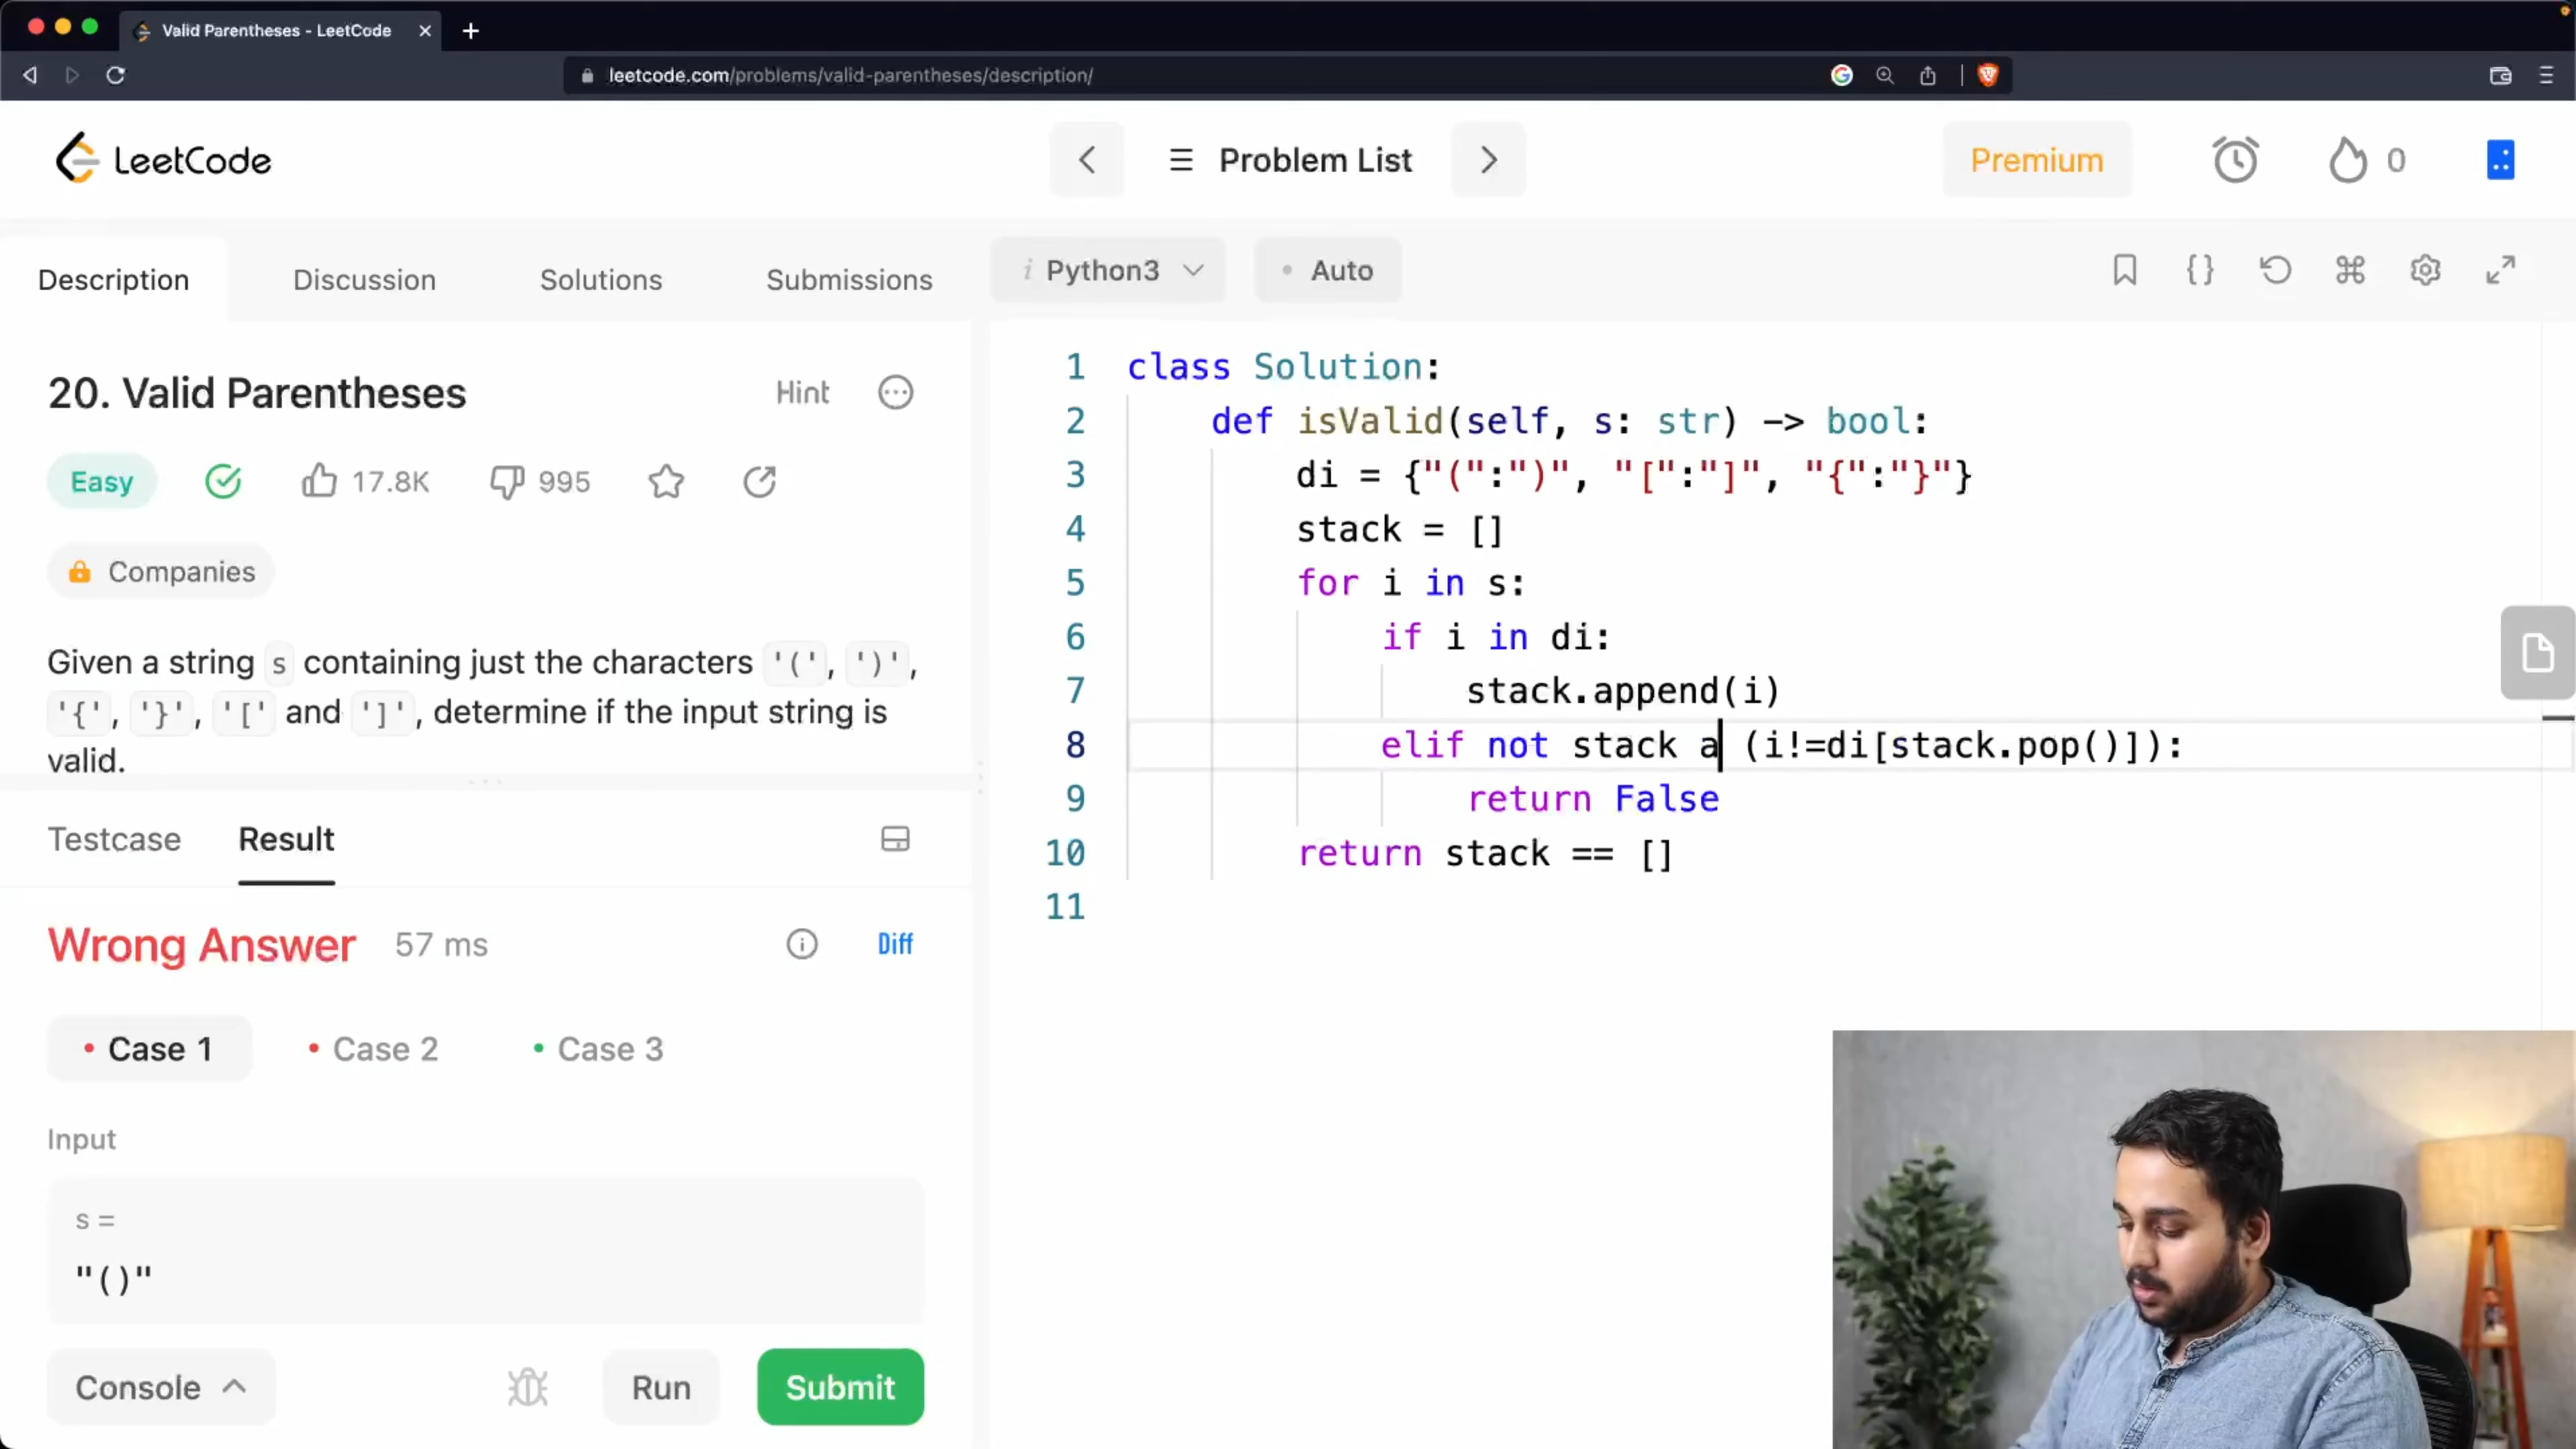 Valid Parentheses - LeetCode
leetcode.com/problems/valid-parentheses/description/
LeetCode
Problem List
Premium
0
Description
Discussion
Solutions
Submissions
20. Valid Parentheses
Hint
Easy
17.8K
995
Companies
Given a string s containing just the characters '(', ')',
'{', '}', '[' and ']', determine if the input string is
valid.
Testcase
Result
Wrong Answer
57 ms
Diff
Case 1
Case 2
Case 3
Input
s =
"()"
Console
Run
Submit
i Python3
Auto
1 class Solution:
2 def isValid(self, s: str) -> bool:
3 di = {"(":")", "[":"]", "{":"}"}
4 stack = []
5 for i in s:
6 if i in di:
7 stack.append(i)
8 elif not stack a (i!=di[stack.pop()]):
9 return False
10 return stack == []
11